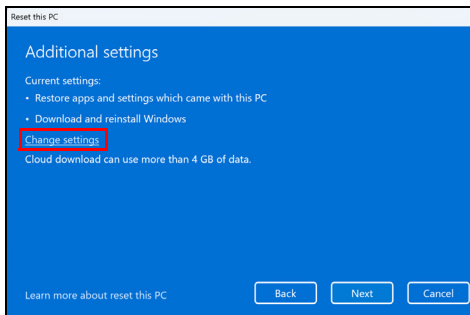 Reset this PC
Additional settings
Current settings:
• Restore apps and settings which came with this PC
• Download and reinstall Windows
Change settings
Cloud download can use more than 4 GB of data.
Learn more about reset this PC
Back
Next
Cancel